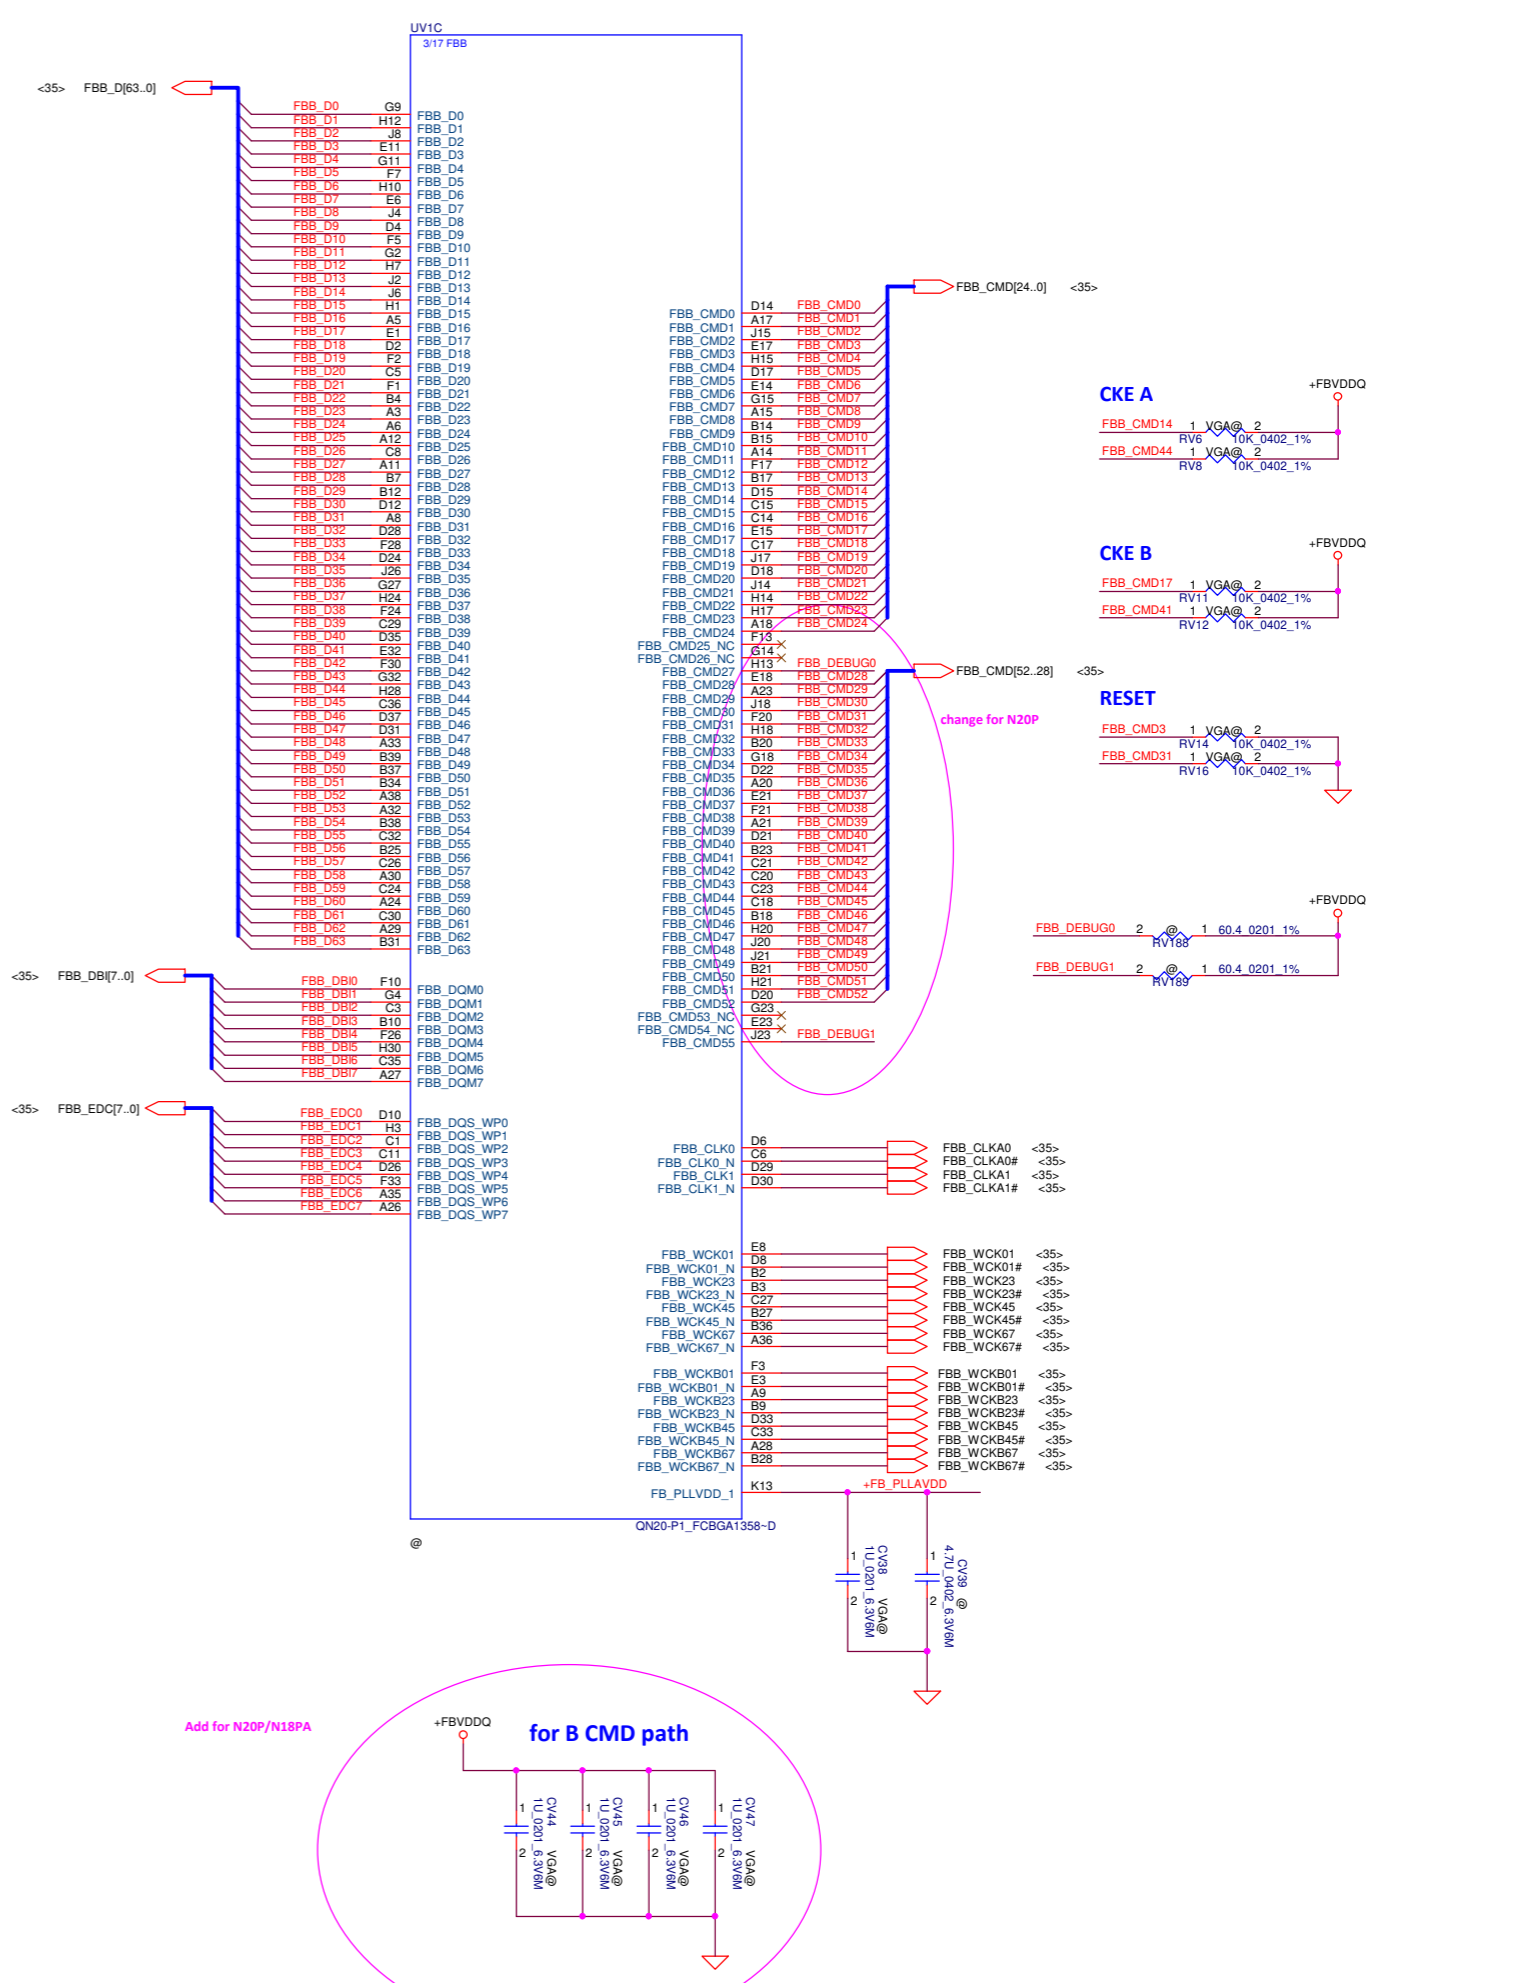 UV1C
3/17 FBB
<35> FBB_D[63..0]
FBB_D0 G9 FBB_D0
FBB_D1 H12 FBB_D1
FBB_D2 J8 FBB_D2
FBB_D3 E11 FBB_D3
FBB_D4 G11 FBB_D4
FBB_D5 F7 FBB_D5
FBB_D6 H10 FBB_D6
FBB_D7 E6 FBB_D7
FBB_D8 J4 FBB_D8
FBB_D9 D4 FBB_D9
FBB_D10 F5 FBB_D10
FBB_D11 G2 FBB_D11
FBB_D12 H7 FBB_D12
FBB_D13 J2 FBB_D13
FBB_D14 J6 FBB_D14
FBB_D15 H1 FBB_D15
FBB_D16 A5 FBB_D16
FBB_D17 E1 FBB_D17
FBB_D18 D2 FBB_D18
FBB_D19 F2 FBB_D19
FBB_D20 C5 FBB_D20
FBB_D21 F1 FBB_D21
FBB_D22 B4 FBB_D22
FBB_D23 A3 FBB_D23
FBB_D24 A6 FBB_D24
FBB_D25 A12 FBB_D25
FBB_D26 C8 FBB_D26
FBB_D27 A11 FBB_D27
FBB_D28 B7 FBB_D28
FBB_D29 B12 FBB_D29
FBB_D30 D12 FBB_D30
FBB_D31 A8 FBB_D31
FBB_D32 D28 FBB_D32
FBB_D33 F28 FBB_D33
FBB_D34 D24 FBB_D34
FBB_D35 J26 FBB_D35
FBB_D36 G27 FBB_D36
FBB_D37 H24 FBB_D37
FBB_D38 F24 FBB_D38
FBB_D39 C29 FBB_D39
FBB_D40 D35 FBB_D40
FBB_D41 E32 FBB_D41
FBB_D42 F30 FBB_D42
FBB_D43 G32 FBB_D43
FBB_D44 H28 FBB_D44
FBB_D45 C36 FBB_D45
FBB_D46 D37 FBB_D46
FBB_D47 D31 FBB_D47
FBB_D48 A33 FBB_D48
FBB_D49 B39 FBB_D49
FBB_D50 B37 FBB_D50
FBB_D51 B34 FBB_D51
FBB_D52 A38 FBB_D52
FBB_D53 A32 FBB_D53
FBB_D54 B38 FBB_D54
FBB_D55 C32 FBB_D55
FBB_D56 B25 FBB_D56
FBB_D57 C26 FBB_D57
FBB_D58 A30 FBB_D58
FBB_D59 C24 FBB_D59
FBB_D60 A24 FBB_D60
FBB_D61 C30 FBB_D61
FBB_D62 A29 FBB_D62
FBB_D63 B31 FBB_D63
<35> FBB_DBI[7..0]
FBB_DBI0 F10 FBB_DQM0
FBB_DBI1 G4 FBB_DQM1
FBB_DBI2 C3 FBB_DQM2
FBB_DBI3 B10 FBB_DQM3
FBB_DBI4 F26 FBB_DQM4
FBB_DBI5 H30 FBB_DQM5
FBB_DBI6 C35 FBB_DQM6
FBB_DBI7 A27 FBB_DQM7
<35> FBB_EDC[7..0]
FBB_EDC0 D10 FBB_DQS_WP0
FBB_EDC1 H3 FBB_DQS_WP1
FBB_EDC2 C1 FBB_DQS_WP2
FBB_EDC3 C11 FBB_DQS_WP3
FBB_EDC4 D26 FBB_DQS_WP4
FBB_EDC5 F33 FBB_DQS_WP5
FBB_EDC6 A35 FBB_DQS_WP6
FBB_EDC7 A26 FBB_DQS_WP7
FBB_CMD[24..0] <35>
FBB_CMD0 D14 FBB_CMD0
FBB_CMD1 A17 FBB_CMD1
FBB_CMD2 J15 FBB_CMD2
FBB_CMD3 E17 FBB_CMD3
FBB_CMD4 H15 FBB_CMD4
FBB_CMD5 D17 FBB_CMD5
FBB_CMD6 E14 FBB_CMD6
FBB_CMD7 G15 FBB_CMD7
FBB_CMD8 A15 FBB_CMD8
FBB_CMD9 B14 FBB_CMD9
FBB_CMD10 B15 FBB_CMD10
FBB_CMD11 A14 FBB_CMD11
FBB_CMD12 F17 FBB_CMD12
FBB_CMD13 B17 FBB_CMD13
FBB_CMD14 D15 FBB_CMD14
FBB_CMD15 C15 FBB_CMD15
FBB_CMD16 C14 FBB_CMD16
FBB_CMD17 E15 FBB_CMD17
FBB_CMD18 C17 FBB_CMD18
FBB_CMD19 J17 FBB_CMD19
FBB_CMD20 D18 FBB_CMD20
FBB_CMD21 J14 FBB_CMD21
FBB_CMD22 H14 FBB_CMD22
FBB_CMD23 H17 FBB_CMD23
FBB_CMD24 A18 FBB_CMD24
FBB_CMD25_NC F13
FBB_CMD26_NC G14
FBB_CMD27 H13 FBB_DEBUG0
FBB_CMD[52..28] <35>
FBB_CMD28 E18 FBB_CMD28
FBB_CMD29 A23 FBB_CMD29
FBB_CMD30 J18 FBB_CMD30
FBB_CMD31 F20 FBB_CMD31
FBB_CMD32 H18 FBB_CMD32
FBB_CMD33 B20 FBB_CMD33
FBB_CMD34 G18 FBB_CMD34
FBB_CMD35 D22 FBB_CMD35
FBB_CMD36 A20 FBB_CMD36
FBB_CMD37 E21 FBB_CMD37
FBB_CMD38 F21 FBB_CMD38
FBB_CMD39 A21 FBB_CMD39
FBB_CMD40 D21 FBB_CMD40
FBB_CMD41 B23 FBB_CMD41
FBB_CMD42 C21 FBB_CMD42
FBB_CMD43 C20 FBB_CMD43
FBB_CMD44 C23 FBB_CMD44
FBB_CMD45 C18 FBB_CMD45
FBB_CMD46 B18 FBB_CMD46
FBB_CMD47 H20 FBB_CMD47
FBB_CMD48 J20 FBB_CMD48
FBB_CMD49 J21 FBB_CMD49
FBB_CMD50 B21 FBB_CMD50
FBB_CMD51 H21 FBB_CMD51
FBB_CMD52 D20 FBB_CMD52
FBB_CMD53_NC G23
FBB_CMD54_NC E23
FBB_CMD55 J23 FBB_DEBUG1
change for N20P
FBB_CLK0 D6 FBB_CLKA0 <35>
FBB_CLK0_N C6 FBB_CLKA0# <35>
FBB_CLK1 D29 FBB_CLKA1 <35>
FBB_CLK1_N D30 FBB_CLKA1# <35>
FBB_WCK01 E8 FBB_WCK01 <35>
FBB_WCK01_N D8 FBB_WCK01# <35>
FBB_WCK23 B2 FBB_WCK23 <35>
FBB_WCK23_N B3 FBB_WCK23# <35>
FBB_WCK45 C27 FBB_WCK45 <35>
FBB_WCK45_N B27 FBB_WCK45# <35>
FBB_WCK67 B36 FBB_WCK67 <35>
FBB_WCK67_N A36 FBB_WCK67# <35>
FBB_WCKB01 F3 FBB_WCKB01 <35>
FBB_WCKB01_N E3 FBB_WCKB01# <35>
FBB_WCKB23 A9 FBB_WCKB23 <35>
FBB_WCKB23_N B9 FBB_WCKB23# <35>
FBB_WCKB45 D33 FBB_WCKB45 <35>
FBB_WCKB45_N C33 FBB_WCKB45# <35>
FBB_WCKB67 A28 FBB_WCKB67 <35>
FBB_WCKB67_N B28 FBB_WCKB67# <35>
FB_PLLVDD_1 K13 +FB_PLLAVDD
QN20-P1_FCBGA1358~D
@
CKE A
+FBVDDQ
FBB_CMD14 1 VGA@ 2
RV6 10K_0402_1%
FBB_CMD44 1 VGA@ 2
RV8 10K_0402_1%
CKE B
+FBVDDQ
FBB_CMD17 1 VGA@ 2
RV11 10K_0402_1%
FBB_CMD41 1 VGA@ 2
RV12 10K_0402_1%
RESET
FBB_CMD3 1 VGA@ 2
RV14 10K_0402_1%
FBB_CMD31 1 VGA@ 2
RV16 10K_0402_1%
+FBVDDQ
FBB_DEBUG0 2 @ 1 60.4_0201_1%
RV188
FBB_DEBUG1 2 @ 1 60.4_0201_1%
RV189
1 2 CV38
1U_0201_6.3V6M VGA@
1 2 CV39 @
4.7U_0402_6.3V6M
Add for N20P/N18PA
+FBVDDQ
for B CMD path
1 2 CV44
1U_0201_6.3V6M VGA@
1 2 CV45
1U_0201_6.3V6M VGA@
1 2 CV46
1U_0201_6.3V6M VGA@
1 2 CV47
1U_0201_6.3V6M VGA@